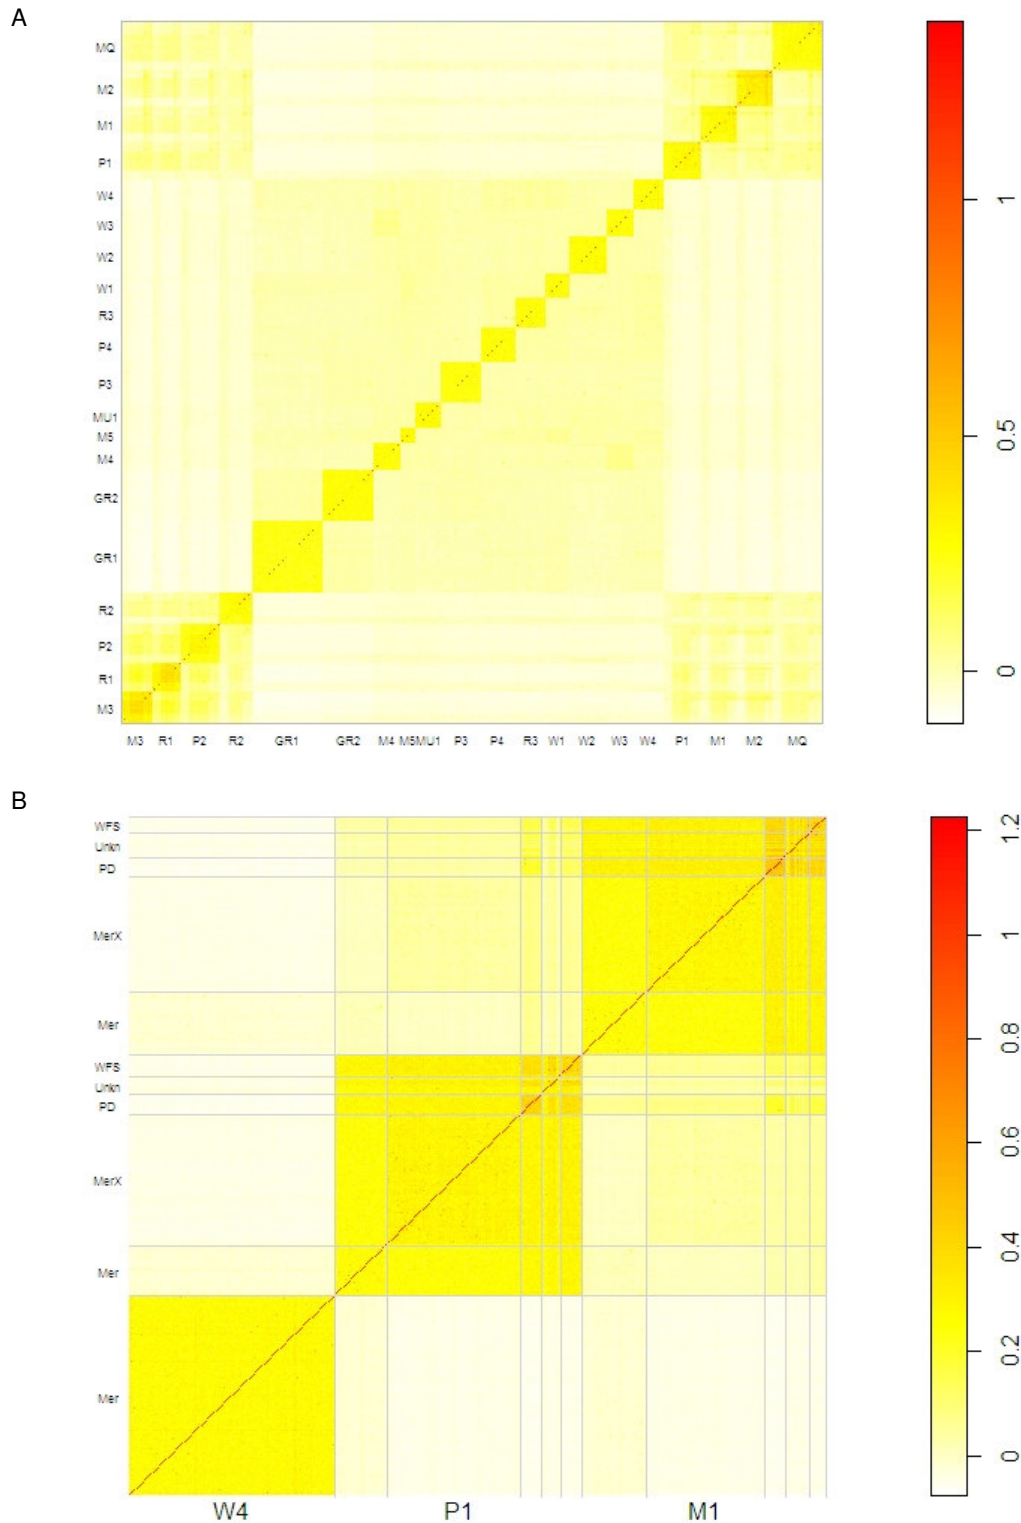 A
MQ
M2
M1
P1
W4
W3
W2
W1
R3
P4
P3
MU1
M5
M4
GR2
GR1
R2
P2
R1
M3
M3 R1 P2 R2 GR1 GR2 M4 M5 MU1 P3 P4 R3 W1 W2 W3 W4 P1 M1 M2 MQ
1
0.5
0
B
WFS
Unkn
PD
MerX
Mer
WFS
Unkn
PD
MerX
Mer
Mer
W4 P1 M1
1.2
1
0.8
0.6
0.4
0.2
0